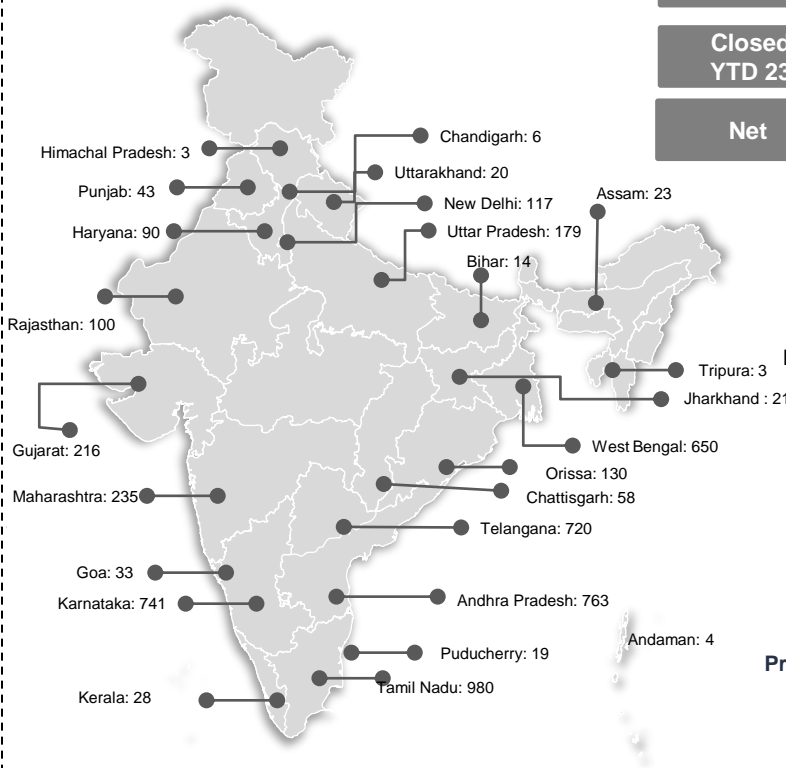 Closed
YTD 23
Net
Himachal Pradesh: 3
Chandigarh: 6
Uttarakhand: 20
Punjab: 43
New Delhi: 117
Assam: 23
Haryana: 90
Uttar Pradesh: 179
Bihar: 14
Rajasthan: 100
Tripura: 3
Jharkhand : 21
Gujarat: 216
West Bengal: 650
Orissa: 130
Maharashtra: 235
Chattisgarh: 58
Telangana: 720
Goa: 33
Karnataka: 741
Andhra Pradesh: 763
Andaman: 4
Puducherry: 19
Pr
Tamil Nadu: 980
Kerala: 28